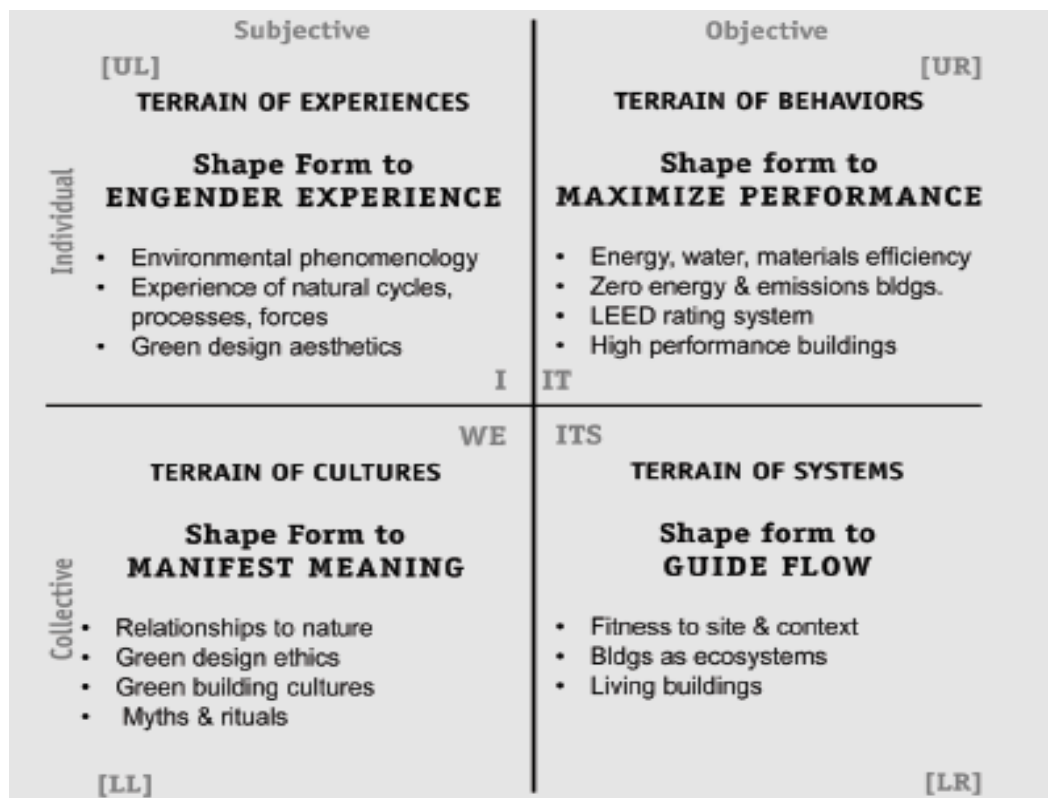 Subjective
Objective
[UL]
[UR]
TERRAIN OF EXPERIENCES
Shape Form to
ENGENDER EXPERIENCE
Individual
• Environmental phenomenology
• Experience of natural cycles,
processes, forces
• Green design aesthetics
I
TERRAIN OF BEHAVIORS
Shape form to
MAXIMIZE PERFORMANCE
• Energy, water, materials efficiency
• Zero energy & emissions bldgs.
• LEED rating system
• High performance buildings
IT
WE
TERRAIN OF CULTURES
Shape Form to
MANIFEST MEANING
Collective
• Relationships to nature
• Green design ethics
• Green building cultures
• Myths & rituals
[LL]
ITS
TERRAIN OF SYSTEMS
Shape form to
GUIDE FLOW
• Fitness to site & context
• Bldgs as ecosystems
• Living buildings
[LR]